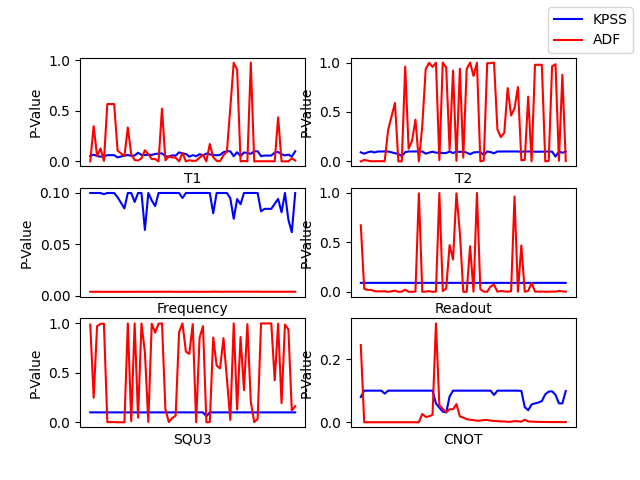 KPSS
ADF
1.0
0.5
0.0
P-Value
T1
1.0
0.5
0.0
P-Value
T2
0.10
0.05
0.00
P-Value
Frequency
1.0
0.5
0.0
P-Value
Readout
1.0
0.5
0.0
P-Value
SQU3
0.2
0.0
P-Value
CNOT